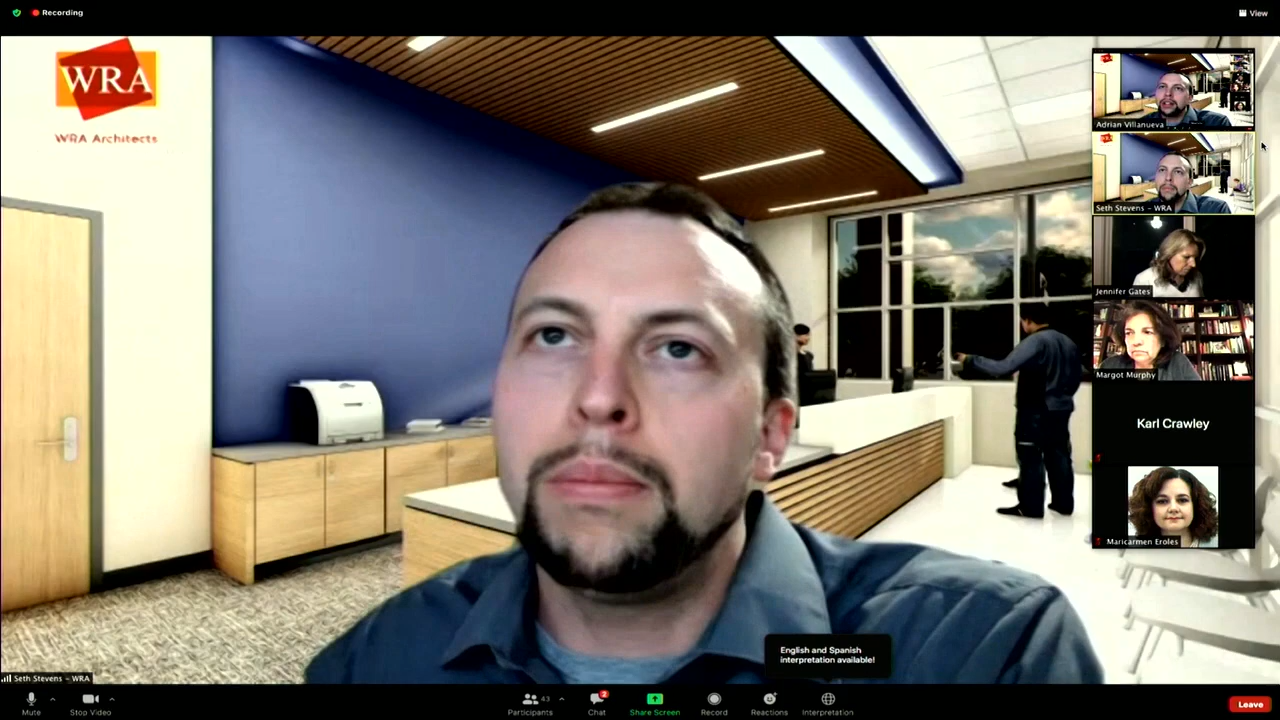 Recording
View
WRA
WRA Architects
Adrian Villanueva
Seth Stevens - WRA
Jennifer Gates
Margot Murphy
Karl Crawley
Maricarmen Eroles
English and Spanish
interpretation available!
Seth Stevens - WRA
Mute
Stop Video
Participants
43
Chat
2
Share Screen
Record
Reactions
Interpretation
Leave